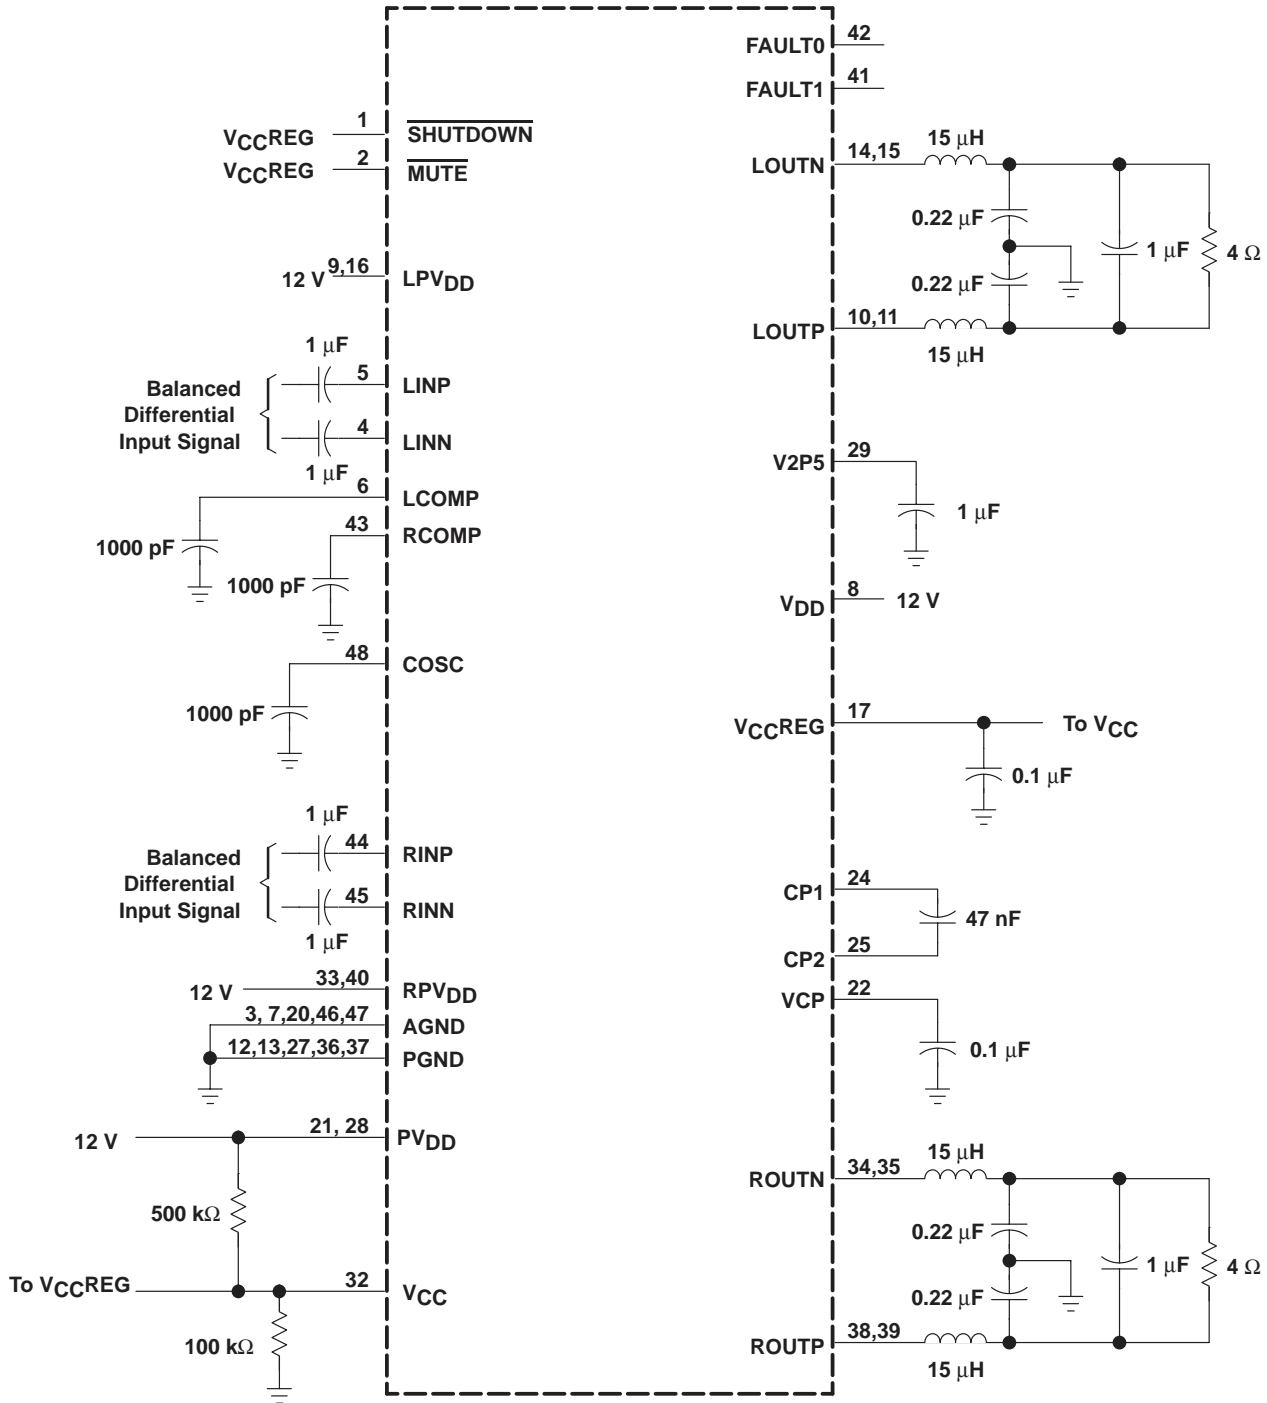 FAULT0 42
FAULT1 41
VCCREG 1 SHUTDOWN
VCCREG 2 MUTE
LOUTN 14,15 15 μH
0.22 μF
0.22 μF
1 μF 4 Ω
12 V 9,16 LPVDD
LOUTP 10,11 15 μH
1 μF
Balanced
Differential
Input Signal
5 LINP
4 LINN
1 μF
V2P5 29
1 μF
6 LCOMP
1000 pF
43 RCOMP
1000 pF
VDD 8 12 V
48 COSC
1000 pF
VCCREG 17 To VCC
0.1 μF
1 μF
Balanced
Differential
Input Signal
44 RINP
45 RINN
1 μF
CP1 24
47 nF
CP2 25
12 V 33,40 RPVDD
VCP 22
0.1 μF
3, 7,20,46,47 AGND
12,13,27,36,37 PGND
12 V 21, 28 PVDD
500 kΩ
To VCCREG 32 VCC
100 kΩ
ROUTN 34,35 15 μH
0.22 μF
0.22 μF
1 μF 4 Ω
ROUTP 38,39 15 μH